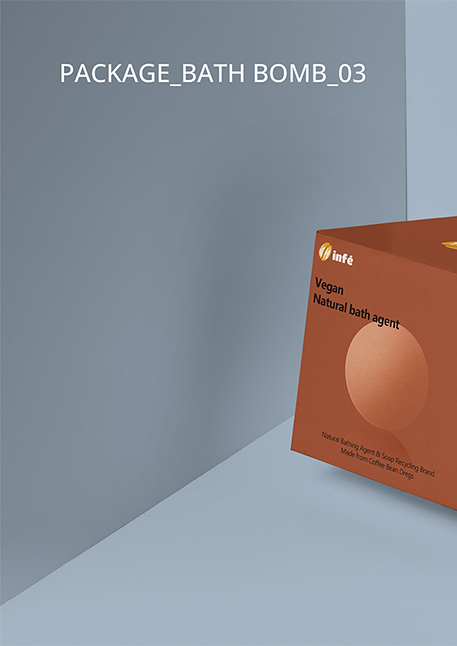 PACKAGE_BATH BOMB_03
infé
Vegan
Natural bath agent
Natural Bathing Agent & Soap Recycling Brand
Made from Coffee Bean Dregs